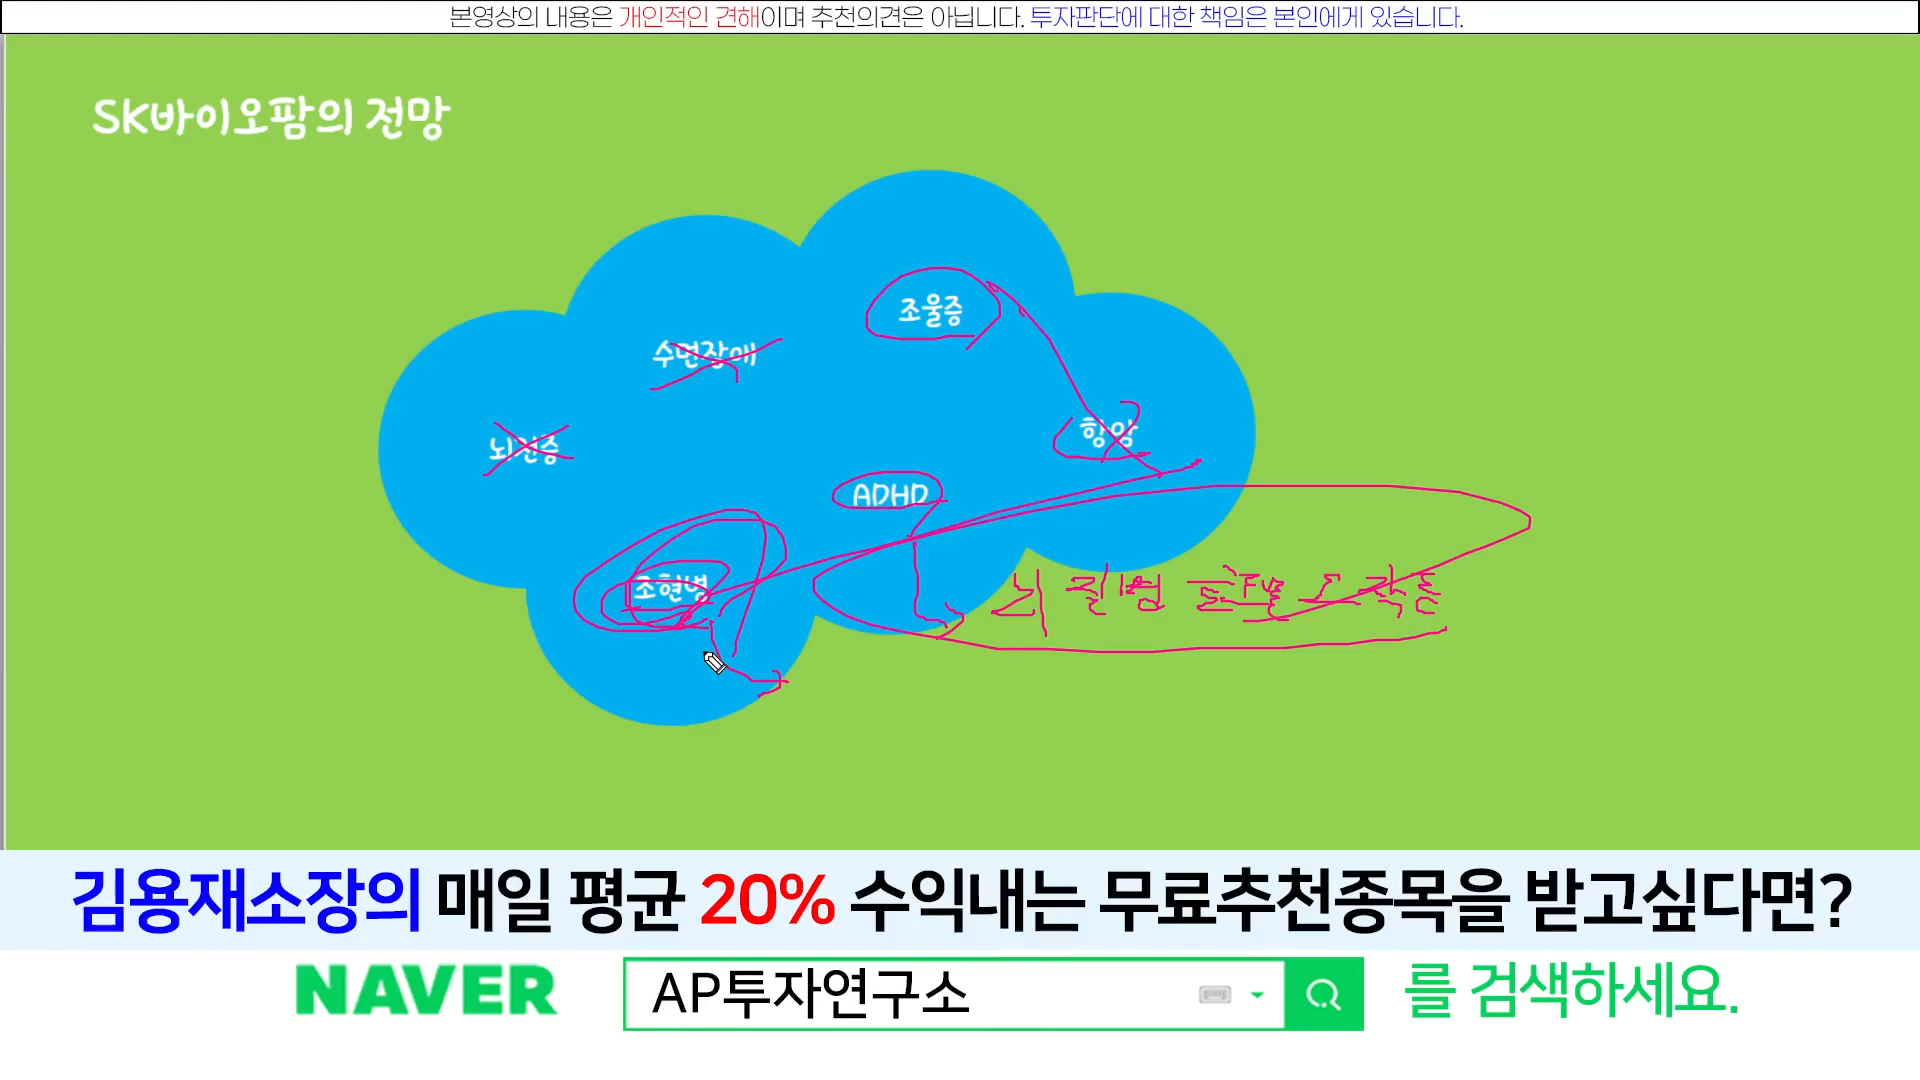 본영상의 내용은 개인적인 견해이며 추천의견은 아닙니다. 투자판단에 대한 책임은 본인에게 있습니다.
SK바이오팜의 전망
조울증
수면장애
항암
뇌전증
ADHD
조현병
뇌 질병
김용재소장의 매일 평균 20% 수익내는 무료추천종목을 받고싶다면?
NAVER AP투자연구소 를 검색하세요.